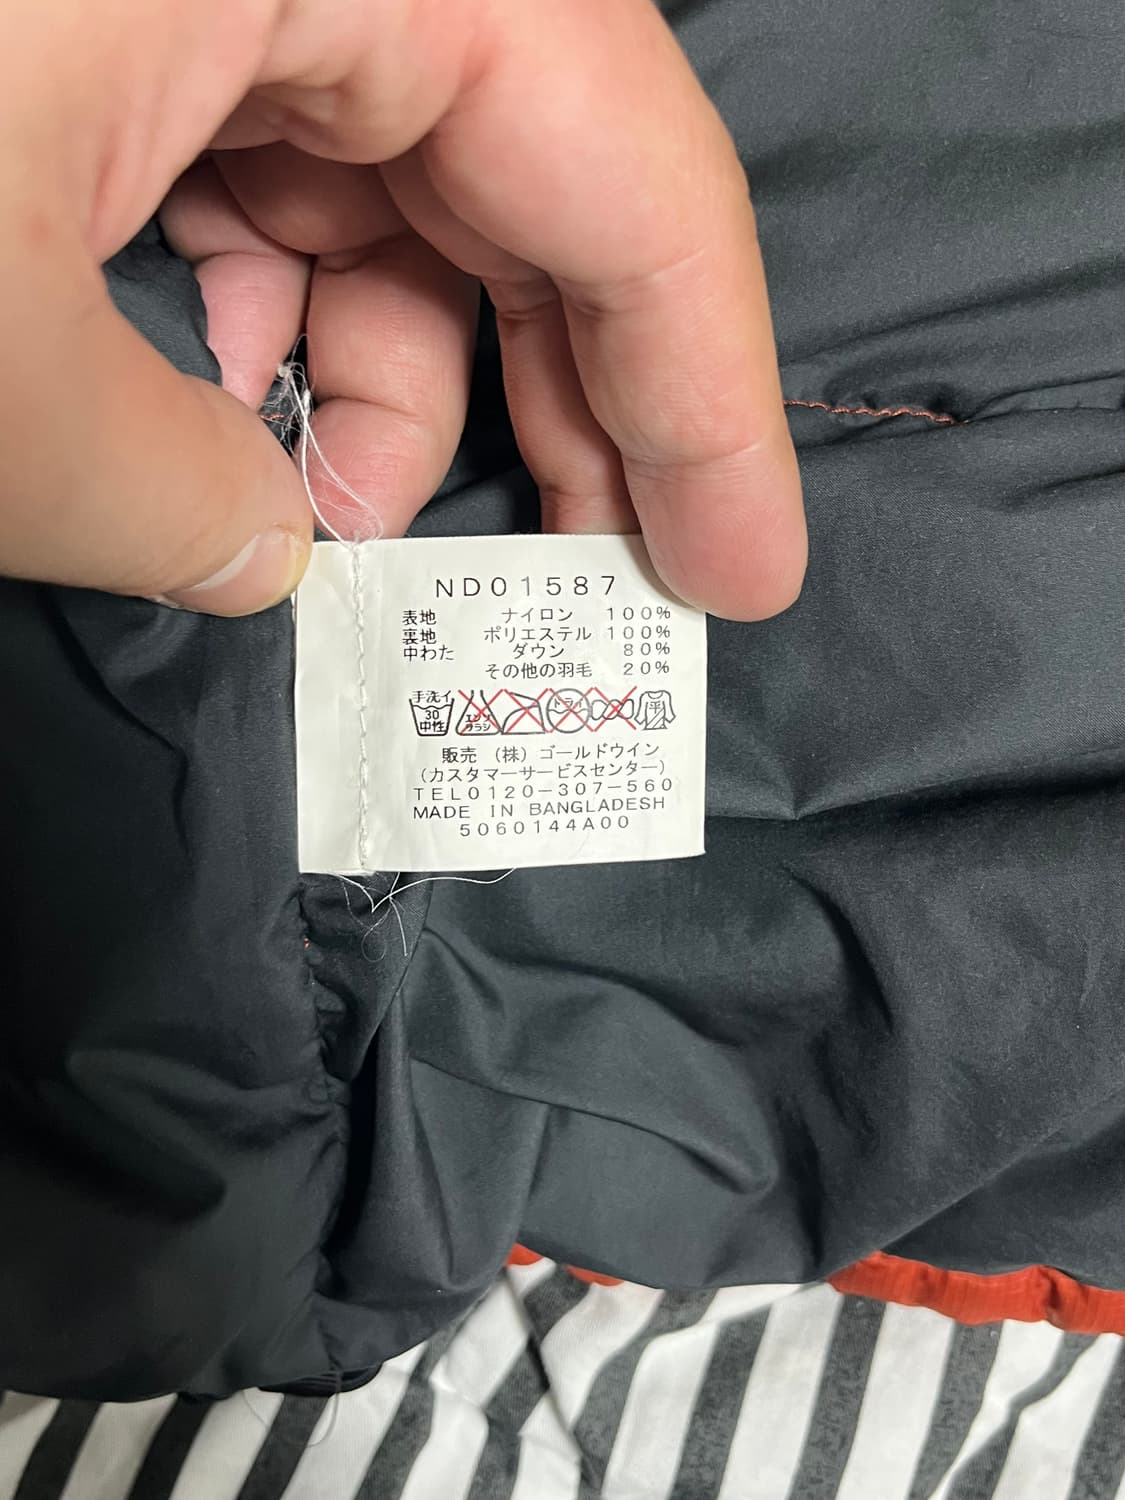 ND01587
表地 ナイロン 100%
裏地 ポリエステル 100%
中わた ダウン 80%
その他の羽毛 20%
手洗イ 30 中性 エンソサラシ ドライ 平
販売 (株) ゴールドウイン
(カスタマーサービスセンター)
TEL0120-307-560
MADE IN BANGLADESH
5060144A00